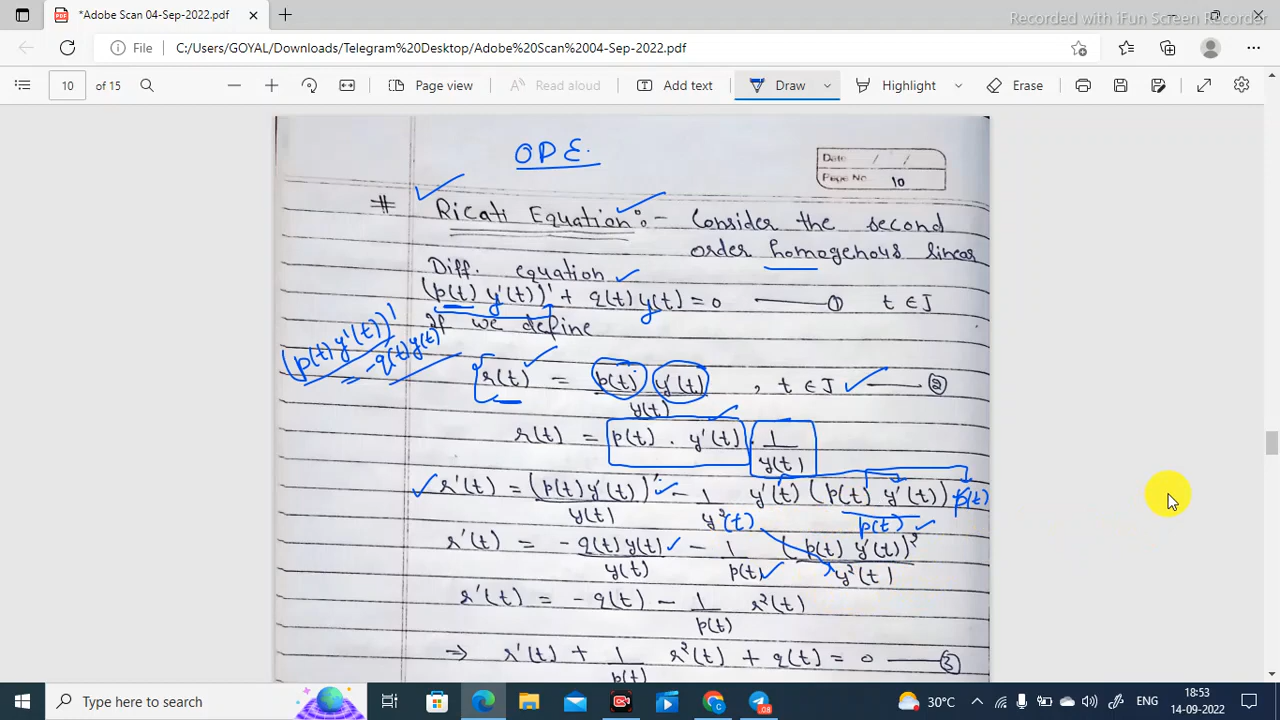 *Adobe Scan 04-Sep-2022.pdf
Recorded with iFun Screen Recorder
File C:/Users/GOYAL/Downloads/Telegram%20Desktop/Adobe%20Scan%2004-Sep-2022.pdf
10 of 15 Page view Read aloud Add text Draw Highlight Erase
O D E.
Date / /
Page No 10
# Ricati Equation :- Consider the second
order homogenous linear
Diff. equation
(p(t) y'(t))' + q(t) y(t) = 0 —— ① t ∈ J
If we define
(p(t) y'(t))'
= -q(t) y(t)
r(t) = p(t) y'(t) / y(t) , t ∈ J —— ②
r(t) = p(t) . y'(t) . 1 / y(t)
r'(t) = (p(t) y'(t))' / y(t) - 1 / y²(t) y'(t) (p(t) y'(t)) p(t) / p(t)
r'(t) = -q(t) y(t) / y(t) - 1 / p(t) (p(t) y'(t))² / y²(t)
r'(t) = -q(t) - 1 / p(t) r²(t)
⇒ r'(t) + 1 / p(t) r²(t) + q(t) = 0 —— ③
Type here to search
08
30°C ENG 18:53
14-09-2022